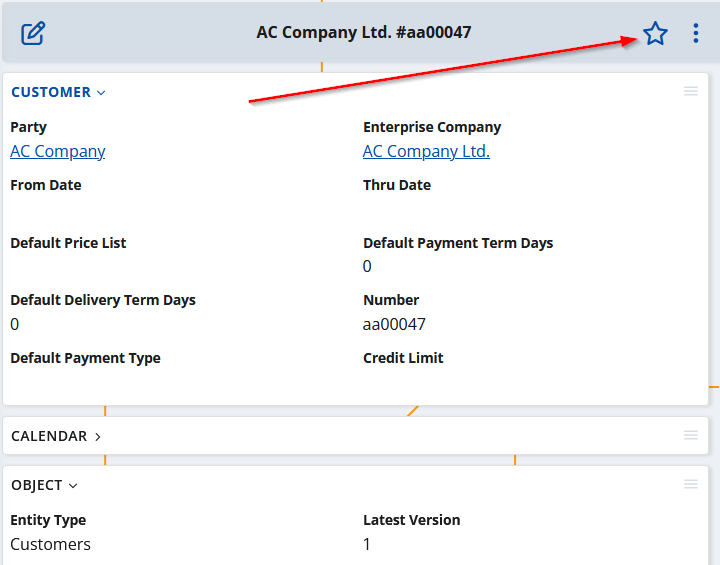 AC Company Ltd. #aa00047
CUSTOMER
Party
Enterprise Company
AC Company
AC Company Ltd.
From Date
Thru Date
Default Price List
Default Payment Term Days
0
Default Delivery Term Days
Number
0
aa00047
Default Payment Type
Credit Limit
CALENDAR
OBJECT
Entity Type
Latest Version
Customers
1